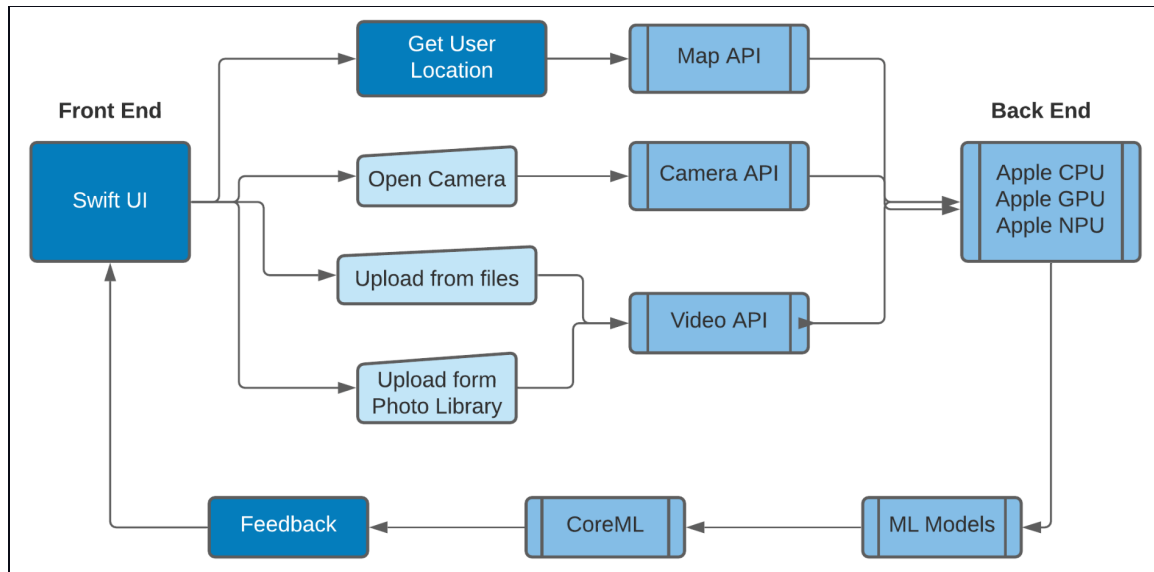 Get User
Location
Map API
Front End
Back End
Swift UI
Open Camera
Camera API
Apple CPU
Apple GPU
Apple NPU
Upload from files
Video API
Upload form
Photo Library
Feedback
CoreML
ML Models